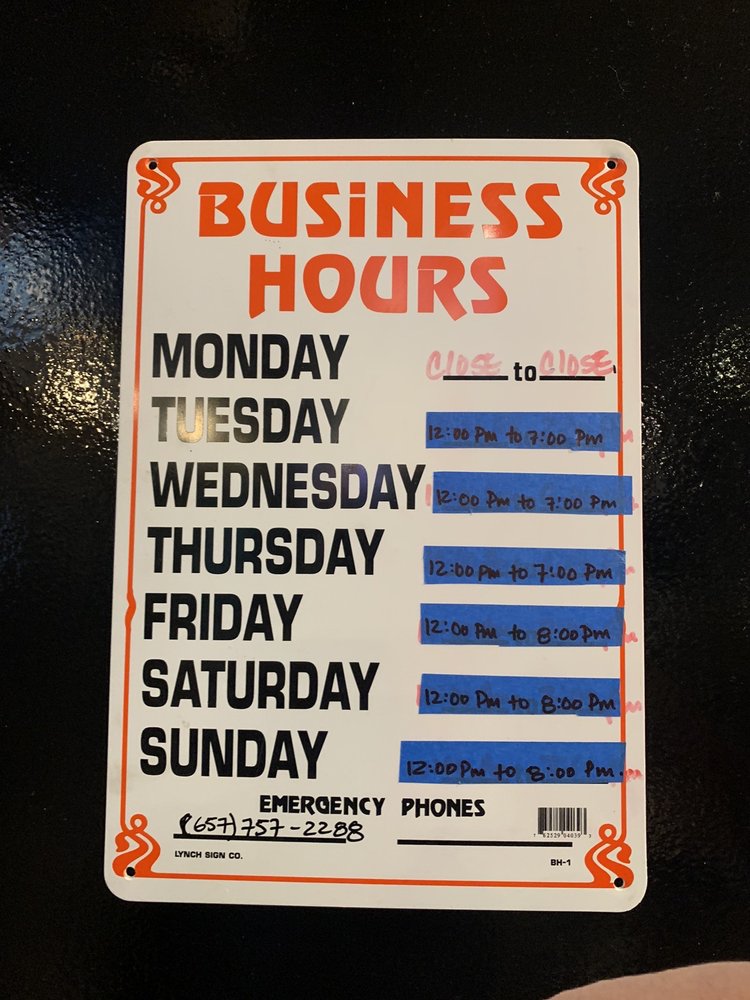 BUSiNESS
HOURS
MONDAY CLOSE to CLOSE
TUESDAY 12:00 Pm to 7:00 Pm
WEDNESDAY 12:00 Pm to 7:00 Pm
THURSDAY 12:00 Pm to 7:00 Pm
FRIDAY 12:00 Pm to 8:00 Pm
SATURDAY 12:00 Pm to 8:00 Pm
SUNDAY 12:00 Pm to 8:00 Pm
EMERGENCY PHONES
(657) 757-2288
LYNCH SIGN CO. BH-1